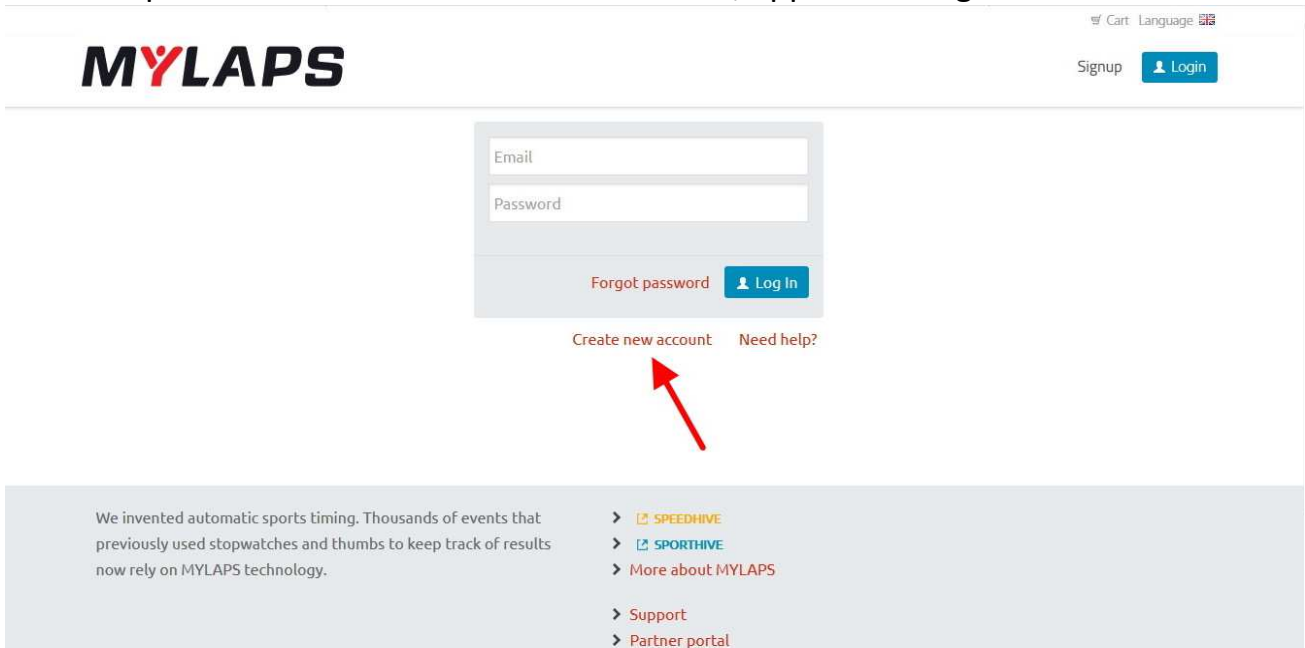 Cart Language
MYLAPS
Signup Login
Email
Password
Forgot password Log In
Create new account Need help?
We invented automatic sports timing. Thousands of events that
previously used stopwatches and thumbs to keep track of results
now rely on MYLAPS technology.
SPEEDHIVE
SPORTHIVE
More about MYLAPS
Support
Partner portal